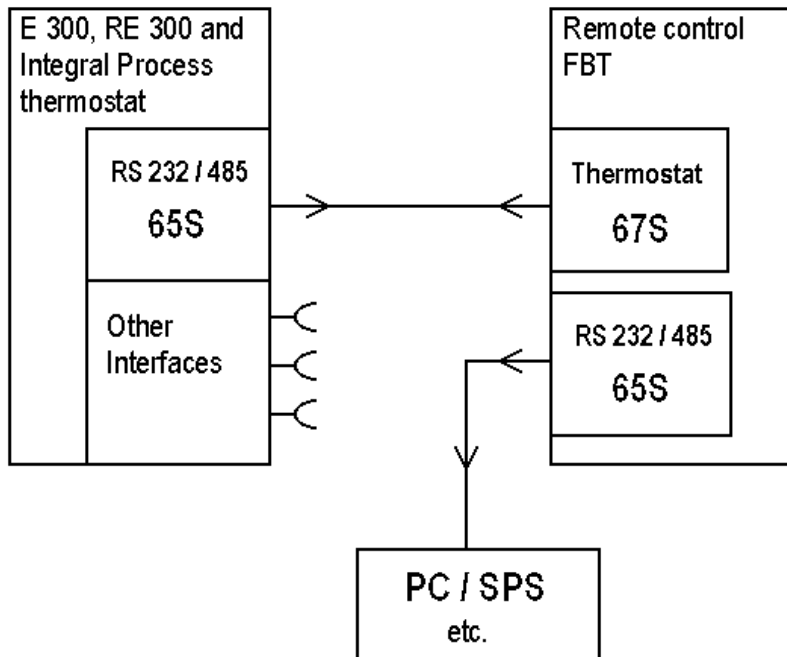 E 300, RE 300 and
Integral Process
thermostat
RS 232 / 485
65S
Other
Interfaces
Remote control
FBT
Thermostat
67S
RS 232 / 485
65S
PC / SPS
etc.